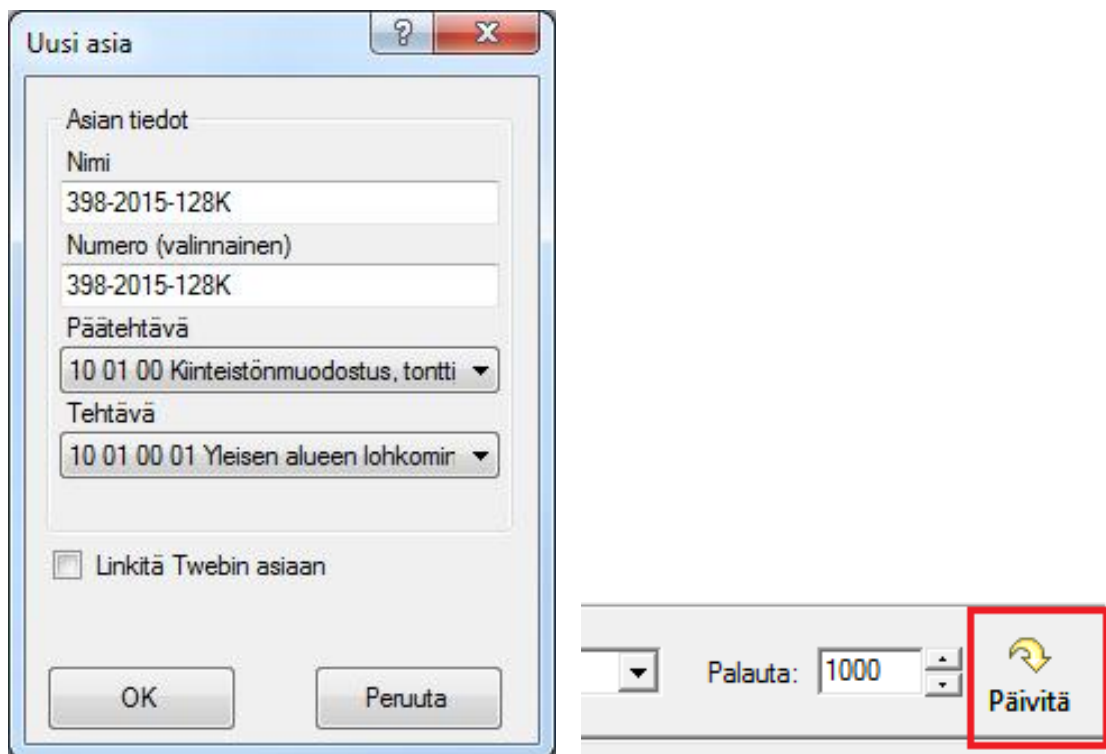 Uusi asia
Asian tiedot
Nimi
398-2015-128K
Numero (valinnainen)
398-2015-128K
Päätehtävä
10 01 00 Kiinteistönmuodostus, tontti
Tehtävä
10 01 00 01 Yleisen alueen lohkomin
Linkitä Twebin asiaan
OK Peruuta
Palauta: 1000
Päivitä